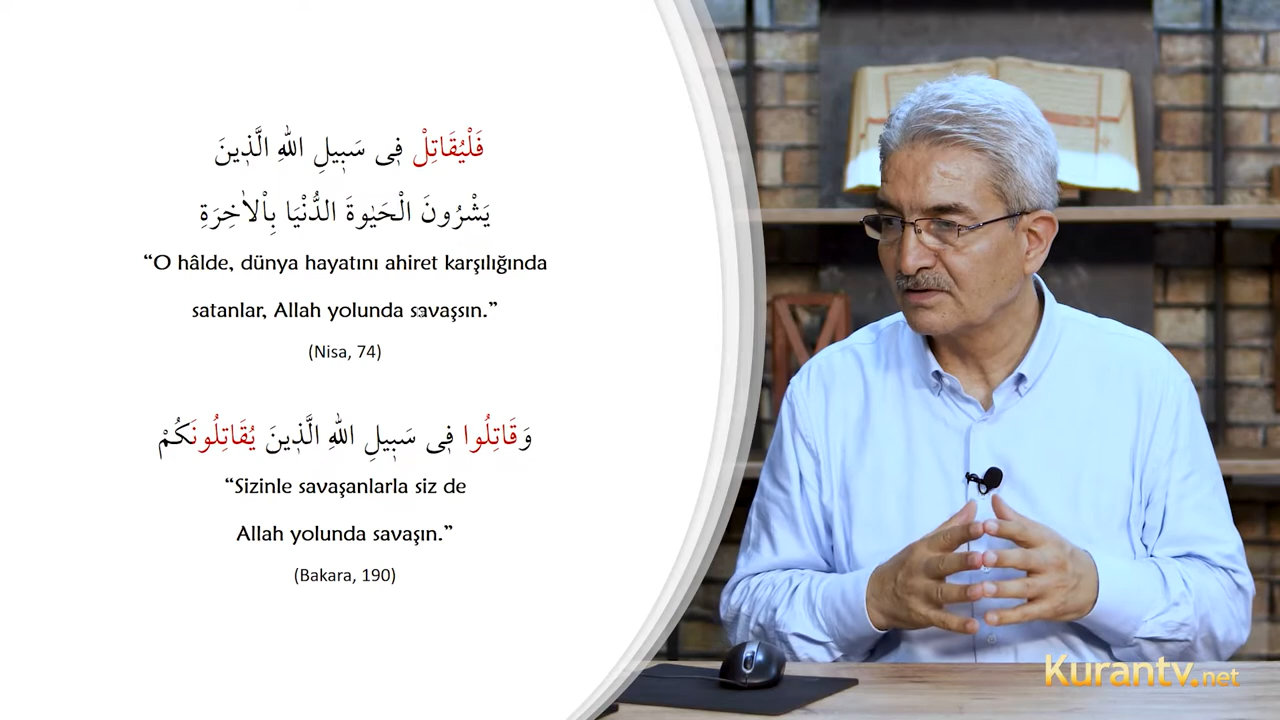 فَلْيُقَاتِلْ فٖى سَبٖيلِ اللّٰهِ الَّذٖينَ
يَشْرُونَ الْحَيٰوةَ الدُّنْيَا بِاْلاٰخِرَةِ
“O hâlde, dünya hayatını ahiret karşılığında
satanlar, Allah yolunda savaşsın.”
(Nisa, 74)
وَقَاتِلُوا فٖى سَبٖيلِ اللّٰهِ الَّذٖينَ يُقَاتِلُونَكُمْ
“Sizinle savaşanlarla siz de
Allah yolunda savaşın.”
(Bakara, 190)
Kurantv.net